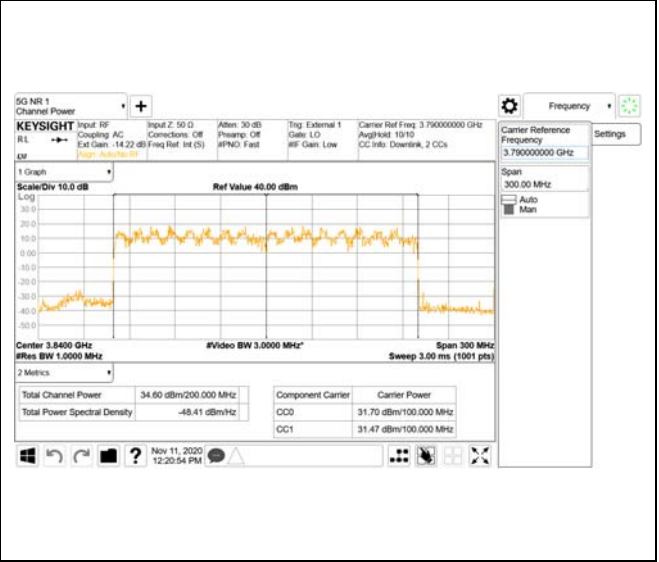 5G NR 1
Channel Power
Frequency
KEYSIGHT
Input: RF
Input Z: 50 Ω
Atten: 30 dB
Trig: External 1
Carrier Ref Freq: 3.790000000 GHz
R L
Coupling: AC
Corrections: Off
Preamp: Off
Gate: LO
Avg|Hold: 10/10
Ext Gain: -14.22 dB
Freq Ref: Int (S)
#PNO: Fast
#IF Gain: Low
CC Info: Downlink, 2 CCs
Align: Auto/No RF
Carrier Reference
Frequency
3.790000000 GHz
Settings
Span
300.00 MHz
Auto
Man
1 Graph
Scale/Div 10.0 dB
Ref Value 40.00 dBm
Log
30.0
20.0
10.0
0.00
-10.0
-20.0
-30.0
-40.0
-50.0
Center 3.8400 GHz
#Video BW 3.0000 MHz*
Span 300 MHz
#Res BW 1.0000 MHz
Sweep 3.00 ms (1001 pts)
2 Metrics
Total Channel Power
34.60 dBm/200.000 MHz
Total Power Spectral Density
-48.41 dBm/Hz
Component Carrier
Carrier Power
CC0
31.70 dBm/100.000 MHz
CC1
31.47 dBm/100.000 MHz
?
Nov 11, 2020
12:20:54 PM